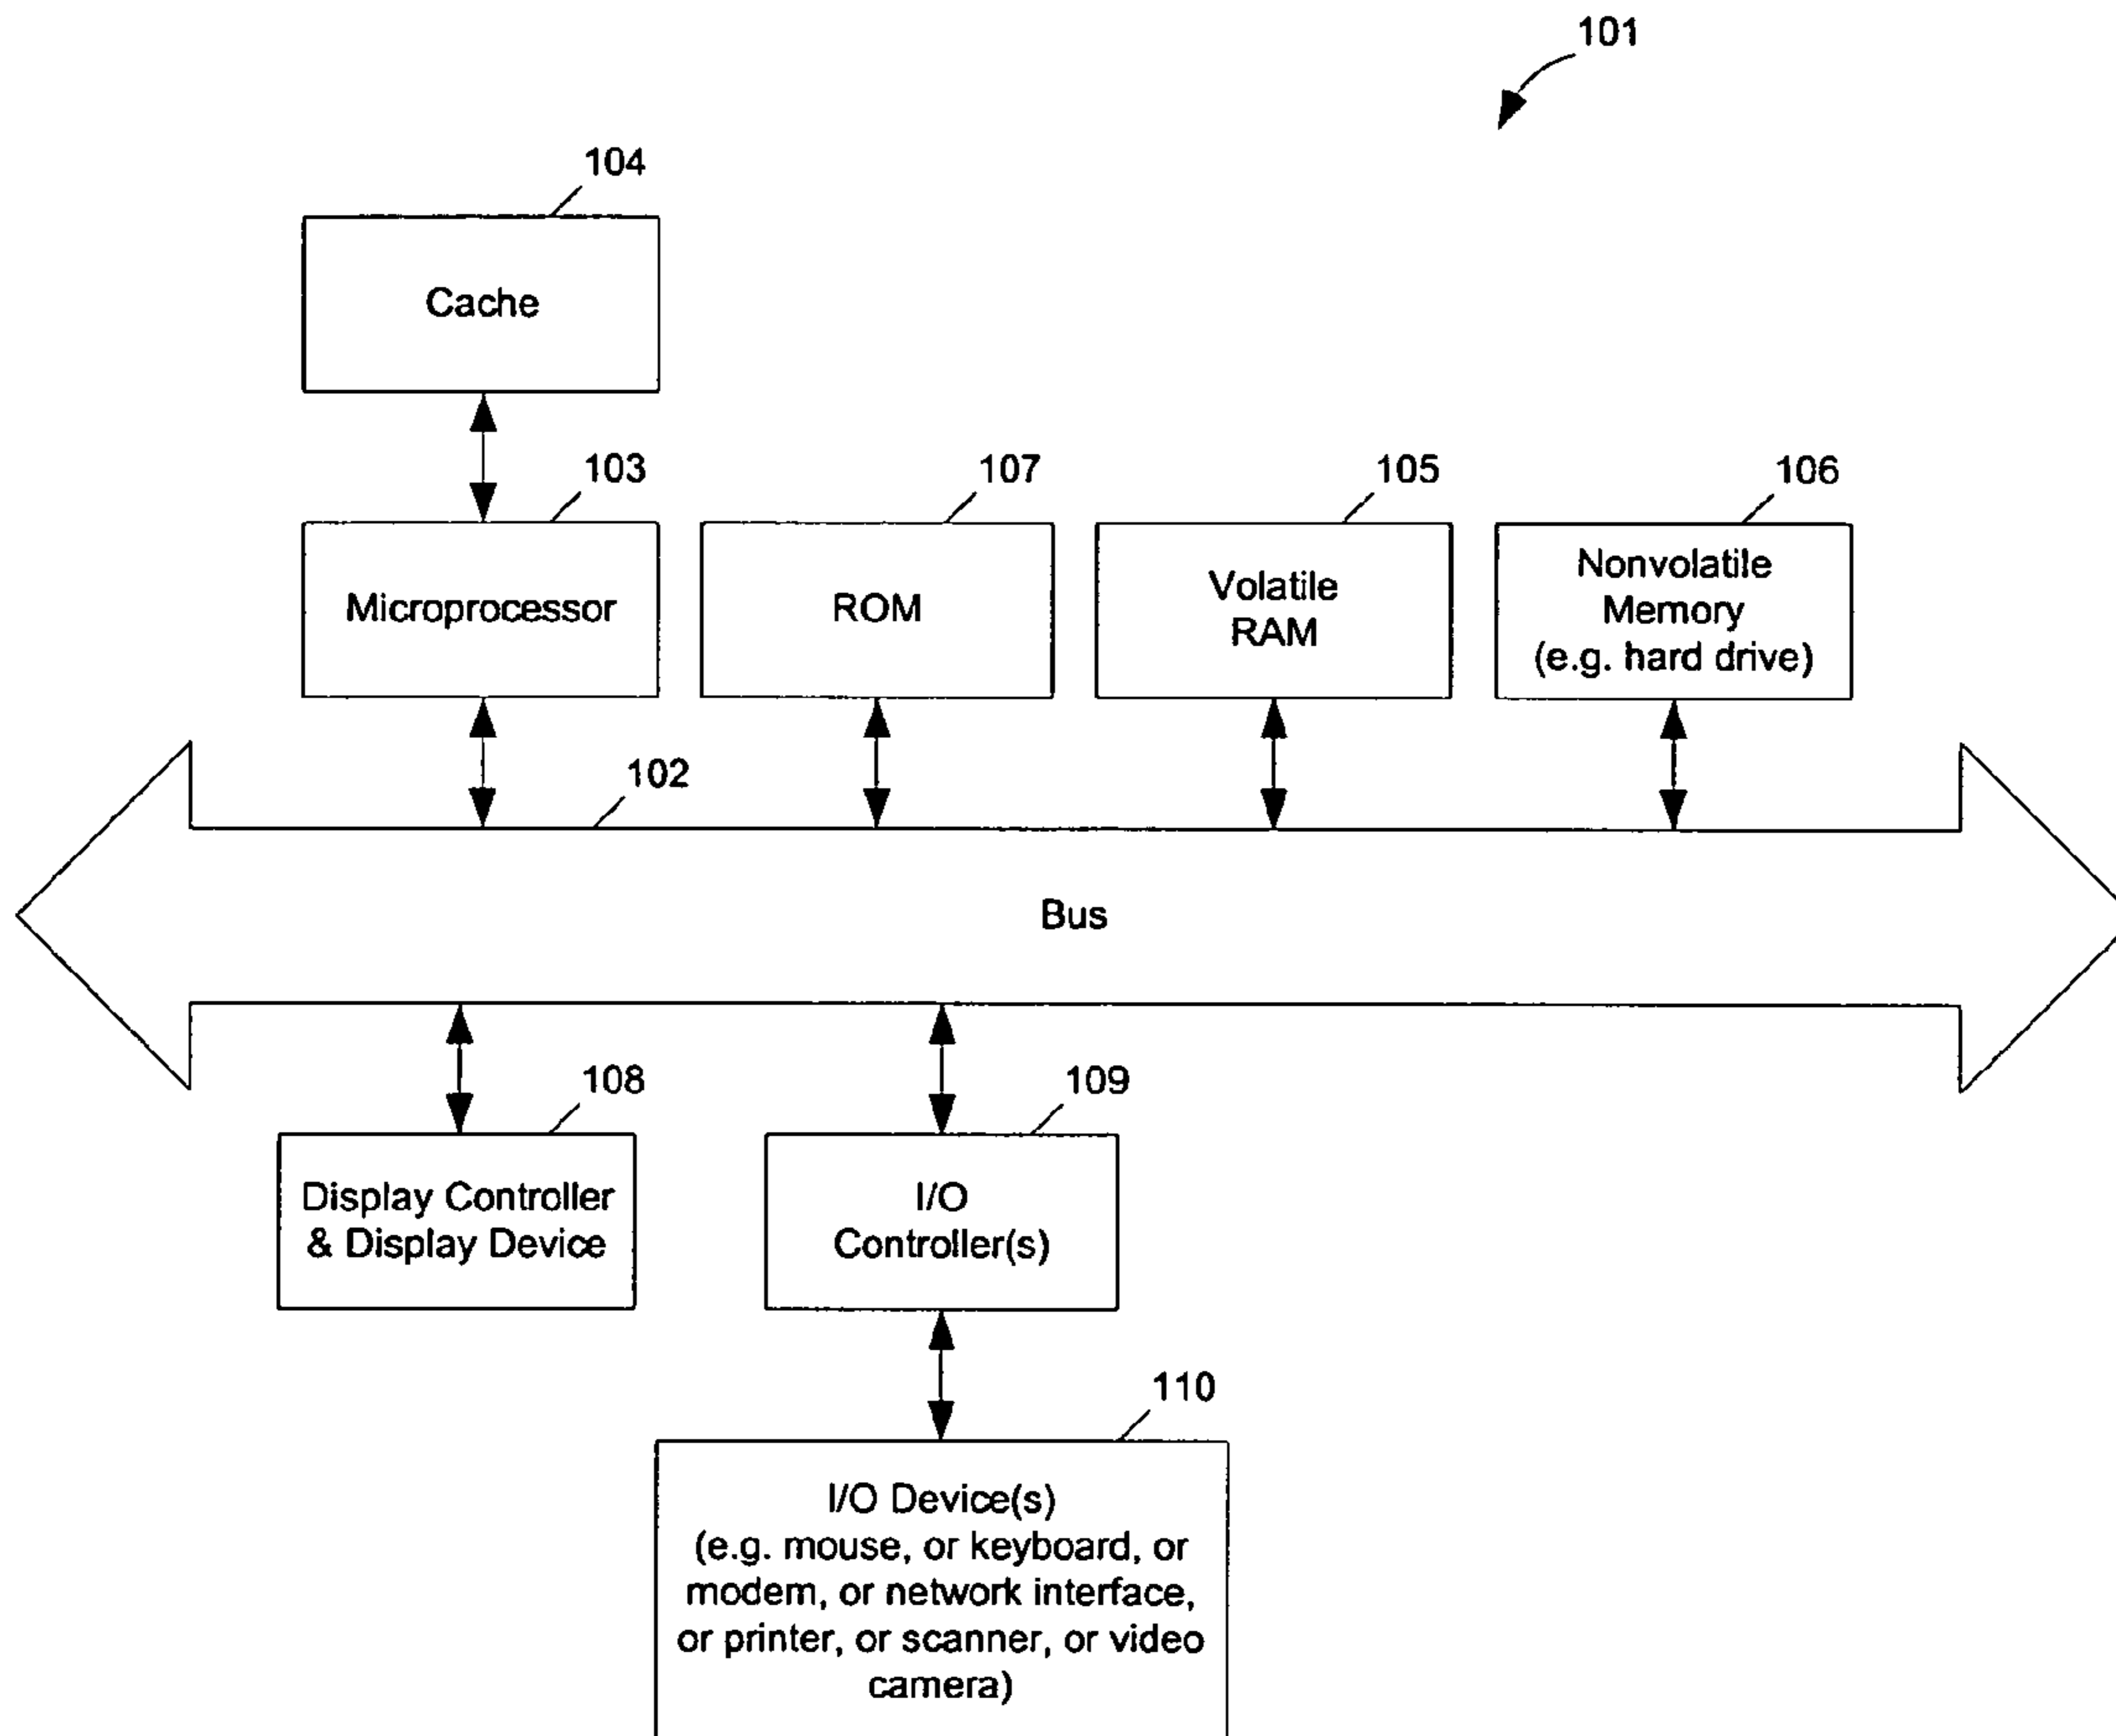 101
104
Cache
103
107
105
106
Microprocessor
ROM
Volatile
RAM
Nonvolatile
Memory
(e.g. hard drive)
102
Bus
108
109
Display Controller
& Display Device
I/O
Controller(s)
110
I/O Device(s)
(e.g. mouse, or keyboard, or
modem, or network interface,
or printer, or scanner, or video
camera)